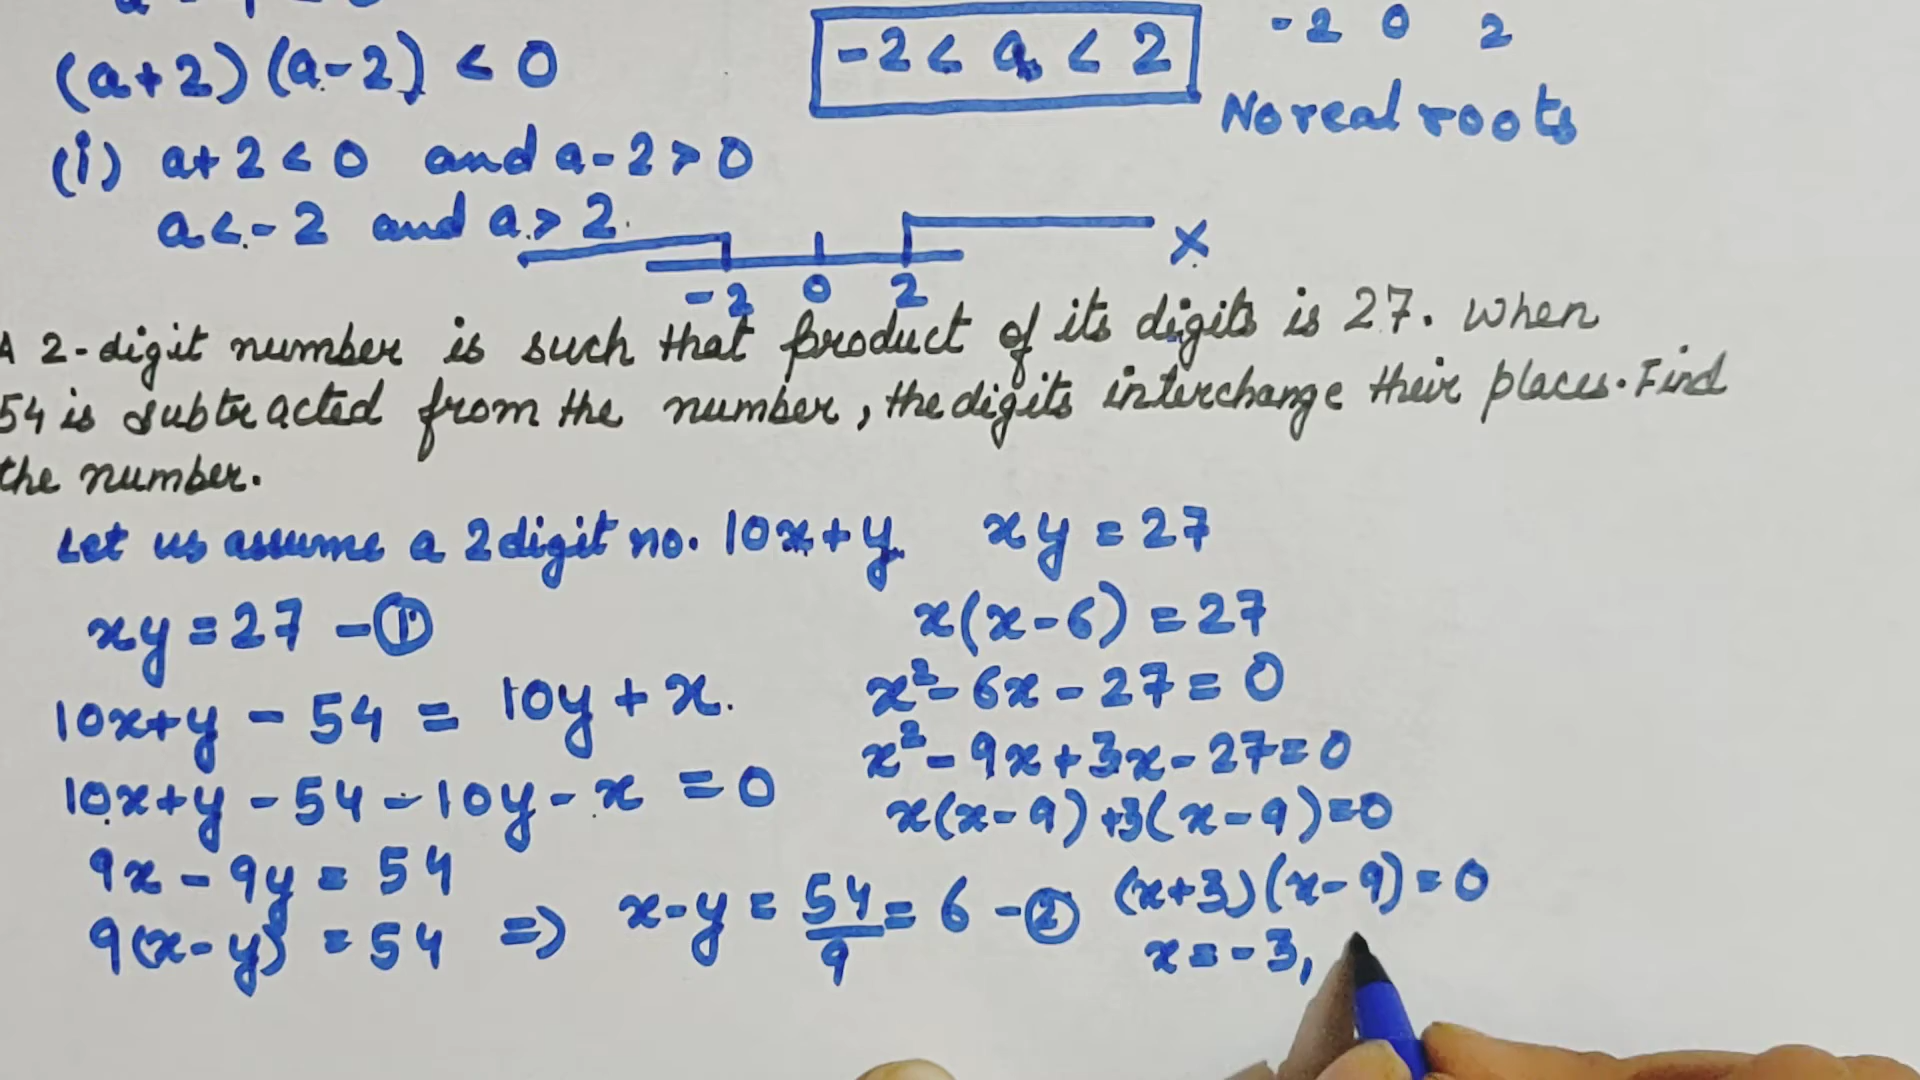 (a+2)(a-2) < 0
-2 < a < 2
-2 0 2
No real roots
(i) a+2<0 and a-2>0
a<-2 and a>2
-2 0 2 x
A 2-digit number is such that product of its digits is 27. When
54 is subtracted from the number, the digits interchange their places. Find
the number.
Let us assume a 2 digit no. 10x+y
xy = 27 - ①
10x+y - 54 = 10y + x.
10x+y - 54 - 10y - x = 0
9x - 9y = 54
9(x-y) = 54 => x-y = 54/9 = 6 - ②
xy = 27
x(x-6) = 27
x² - 6x - 27 = 0
x² - 9x + 3x - 27 = 0
x(x-9) +3(x-9)=0
(x+3)(x-9) = 0
x = -3,